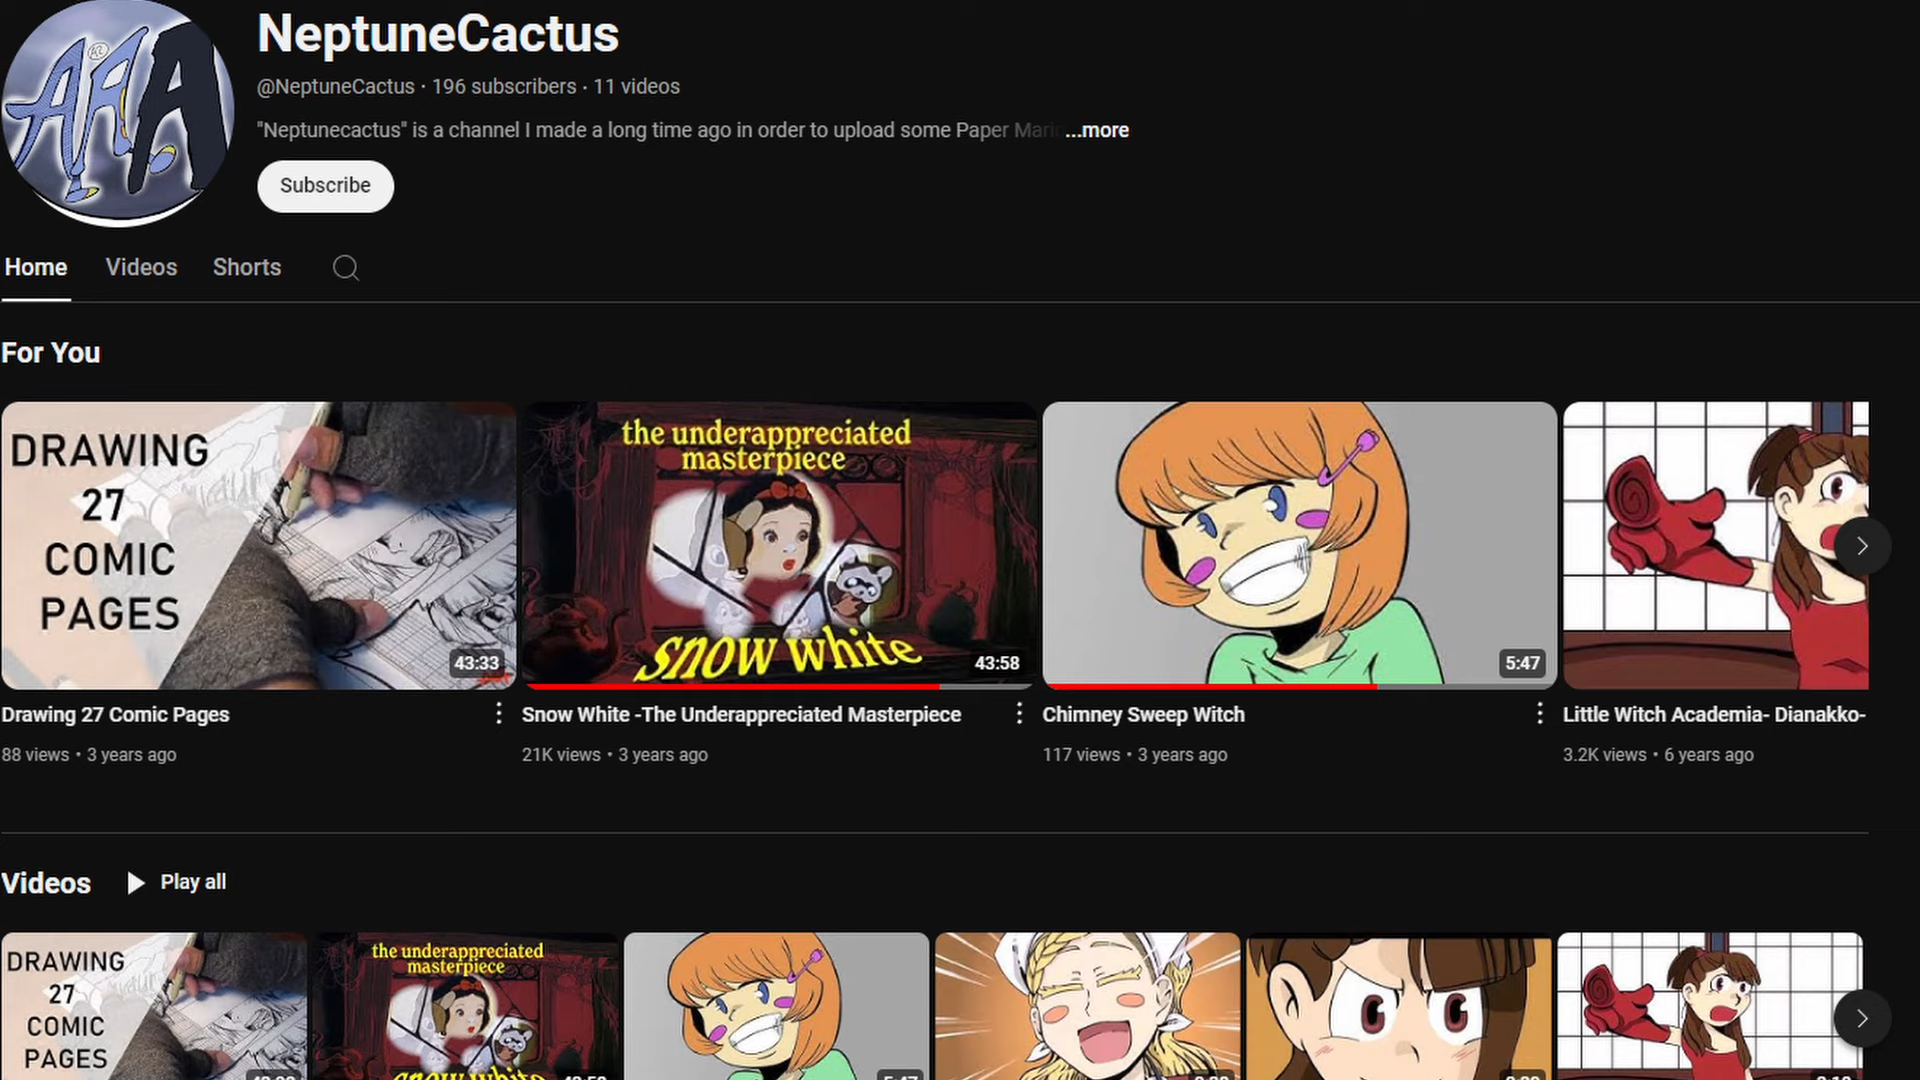 AAA
NeptuneCactus
@NeptuneCactus · 196 subscribers · 11 videos
"Neptunecactus" is a channel I made a long time ago in order to upload some Paper Mari ...more
Subscribe
Home Videos Shorts
For You
DRAWING
27
COMIC
PAGES
43:33
the underappreciated
masterpiece
snow white
43:58
5:47
Drawing 27 Comic Pages
88 views • 3 years ago
Snow White -The Underappreciated Masterpiece
21K views • 3 years ago
Chimney Sweep Witch
117 views • 3 years ago
Little Witch Academia- Dianakko-
3.2K views • 6 years ago
Videos Play all
DRAWING
27
COMIC
PAGES
the underappreciated
masterpiece
snow white